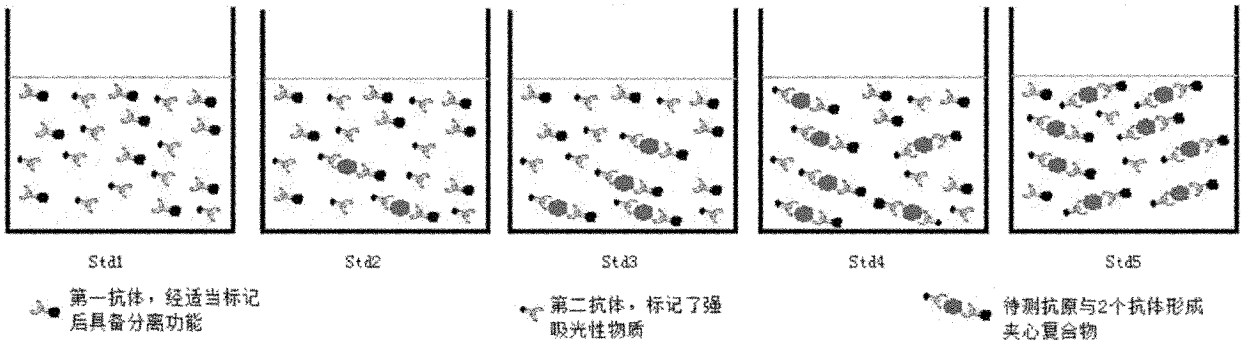 Std1
Std2
Std3
Std4
Std5
第一抗体，经适当标记
后具备分离功能
第二抗体，标记了强
吸光性物质
待测抗原与2个抗体形成
夹心复合物